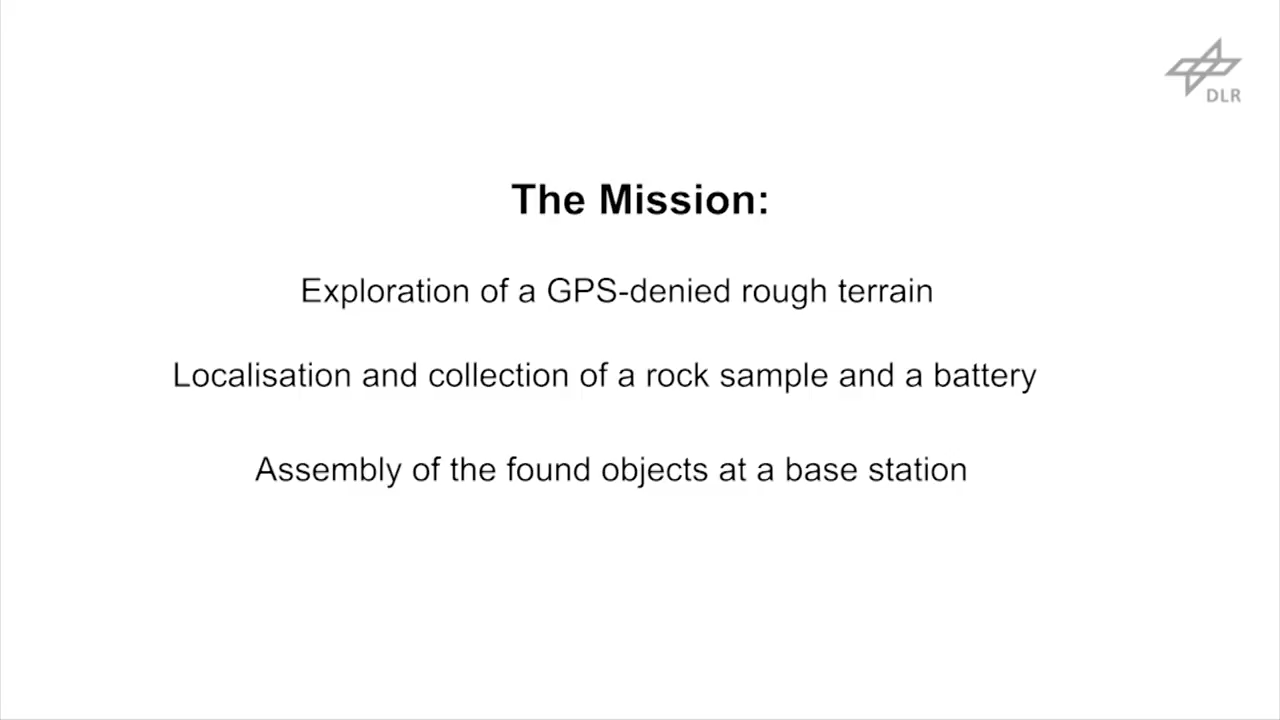 DLR
The Mission:
Exploration of a GPS-denied rough terrain
Localisation and collection of a rock sample and a battery
Assembly of the found objects at a base station